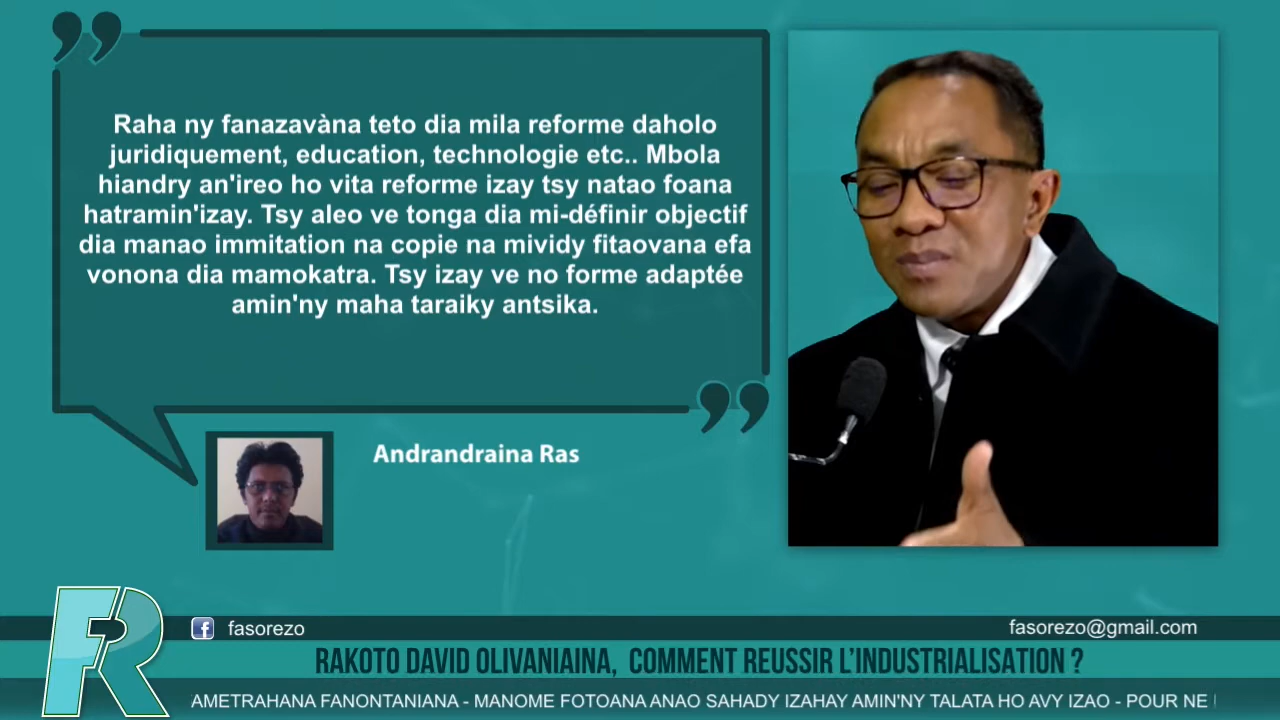 Raha ny fanazavàna teto dia mila reforme daholo
juridiquement, education, technologie etc.. Mbola
hiandry an'ireo ho vita reforme izay tsy natao foana
hatramin'izay. Tsy aleo ve tonga dia mi-définir objectif
dia manao immitation na copie na mividy fitaovana efa
vonona dia mamokatra. Tsy izay ve no forme adaptée
amin'ny maha taraiky antsika.
Andrandraina Ras
FR
fasorezo
fasorezo@gmail.com
RAKOTO DAVID OLIVANIAINA, COMMENT REUSSIR L'INDUSTRIALISATION ?
AMETRAHANA FANONTANIANA - MANOME FOTOANA ANAO SAHADY IZAHAY AMIN'NY TALATA HO AVY IZAO - POUR NE